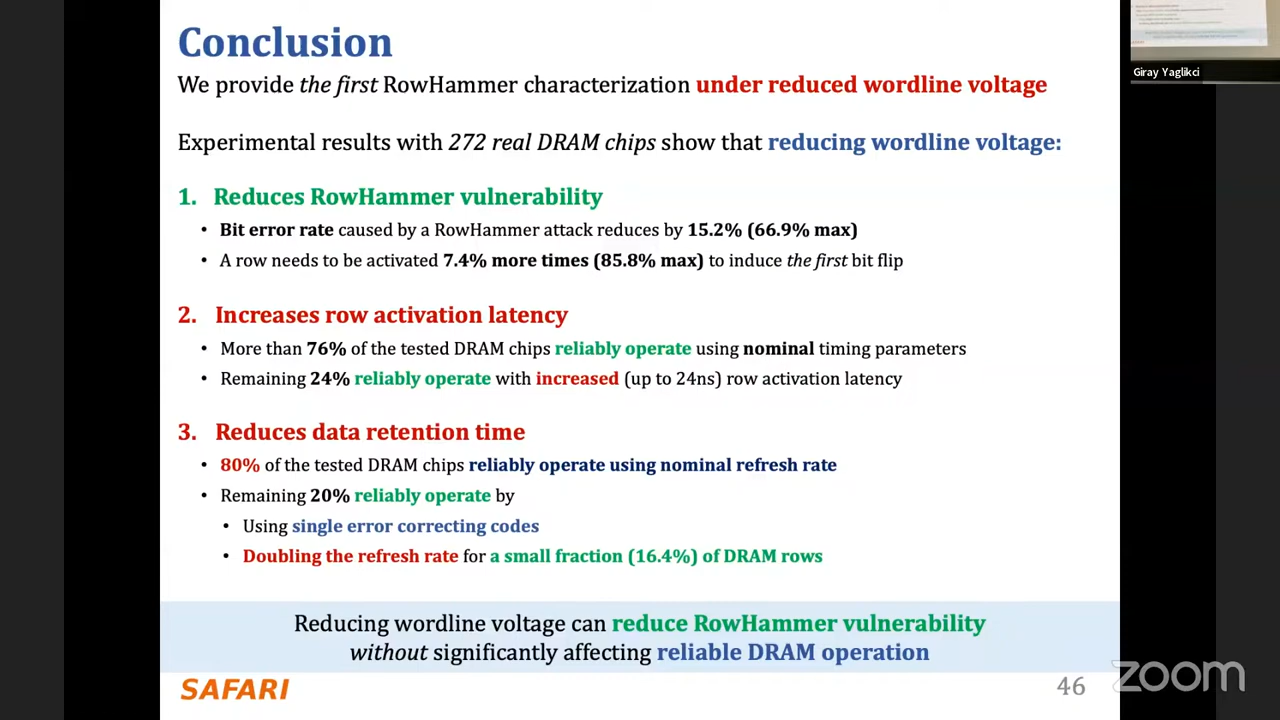 Conclusion
We provide the first RowHammer characterization under reduced wordline voltage
Experimental results with 272 real DRAM chips show that reducing wordline voltage:
1. Reduces RowHammer vulnerability
• Bit error rate caused by a RowHammer attack reduces by 15.2% (66.9% max)
• A row needs to be activated 7.4% more times (85.8% max) to induce the first bit flip
2. Increases row activation latency
• More than 76% of the tested DRAM chips reliably operate using nominal timing parameters
• Remaining 24% reliably operate with increased (up to 24ns) row activation latency
3. Reduces data retention time
• 80% of the tested DRAM chips reliably operate using nominal refresh rate
• Remaining 20% reliably operate by
• Using single error correcting codes
• Doubling the refresh rate for a small fraction (16.4%) of DRAM rows
Reducing wordline voltage can reduce RowHammer vulnerability
without significantly affecting reliable DRAM operation
SAFARI
46
zoom
Giray Yaglikci